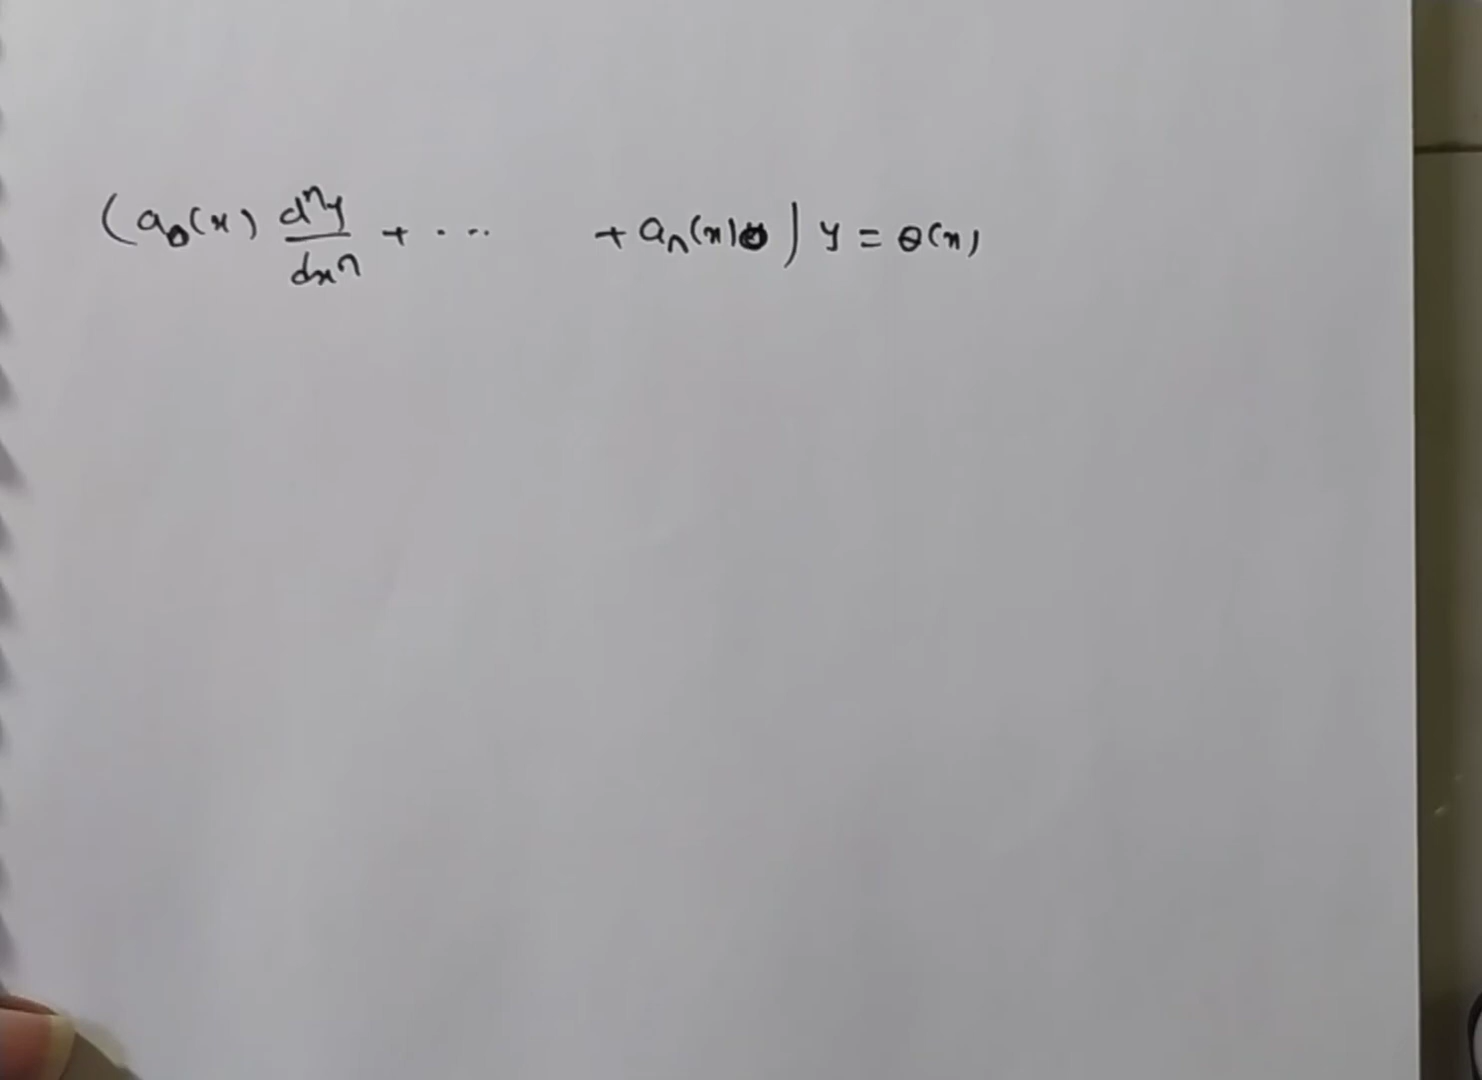 (a₀(x) dⁿy/dxⁿ + ... + aₙ(x)) y = θ(x)